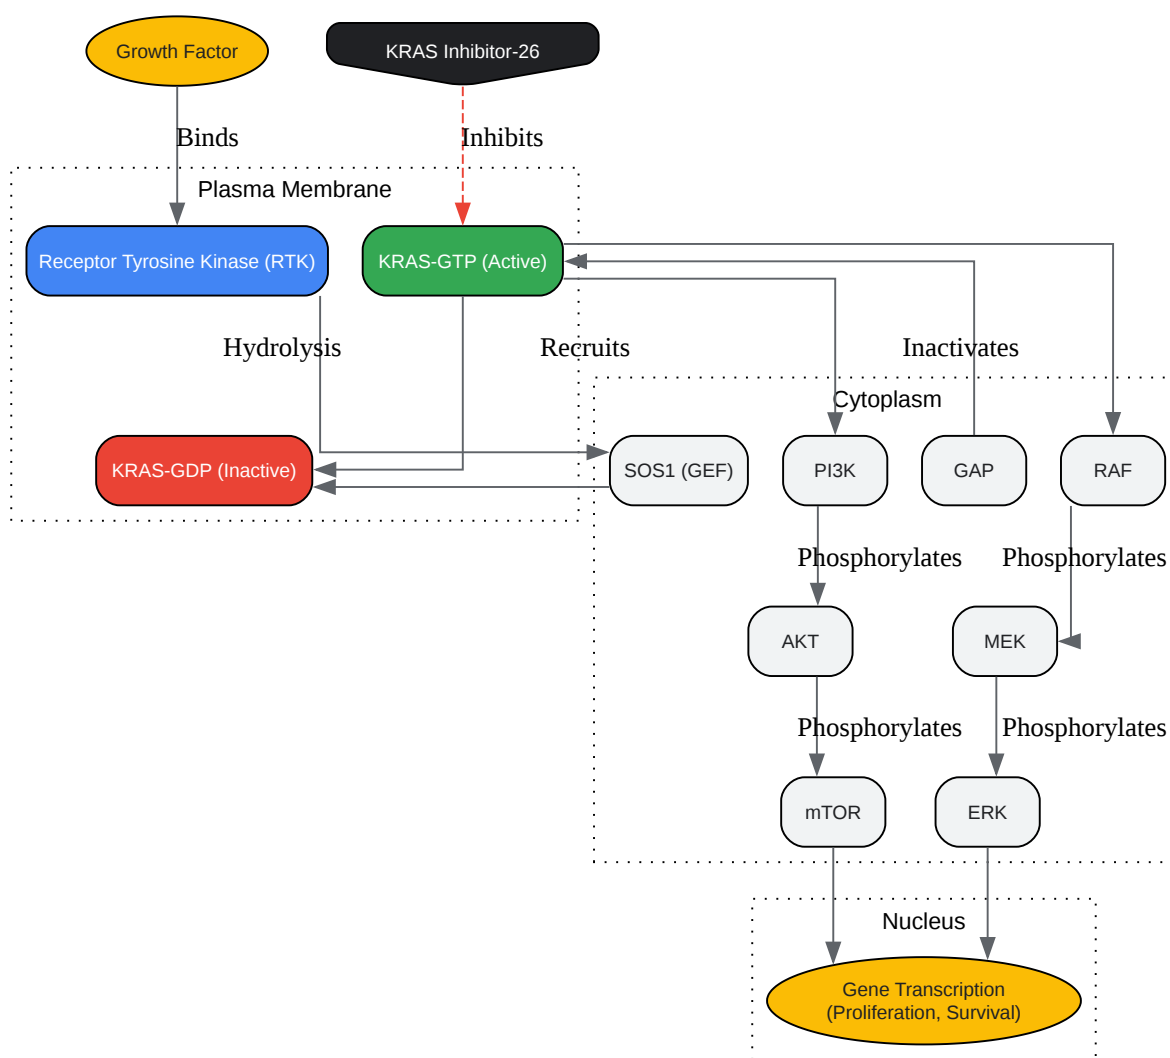 Growth Factor
KRAS Inhibitor-26
Binds
Inhibits
Plasma Membrane
Receptor Tyrosine Kinase (RTK)
KRAS-GTP (Active)
Hydrolysis
Recruits
Inactivates
Cytoplasm
KRAS-GDP (Inactive)
SOS1 (GEF)
PI3K
GAP
RAF
Phosphorylates
Phosphorylates
AKT
MEK
Phosphorylates
Phosphorylates
mTOR
ERK
Nucleus
Gene Transcription
(Proliferation, Survival)